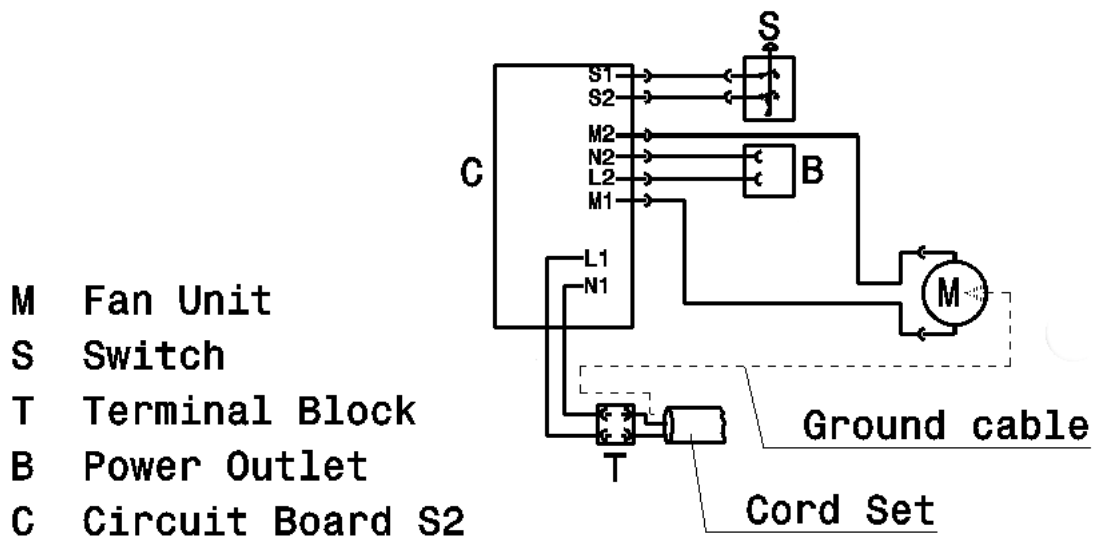 S
S1
S2
M2
N2
C
B
L2
M1
L1
N1
M
M Fan Unit
S Switch
T Terminal Block
Ground cable
B Power Outlet
T
Cord Set
C Circuit Board S2